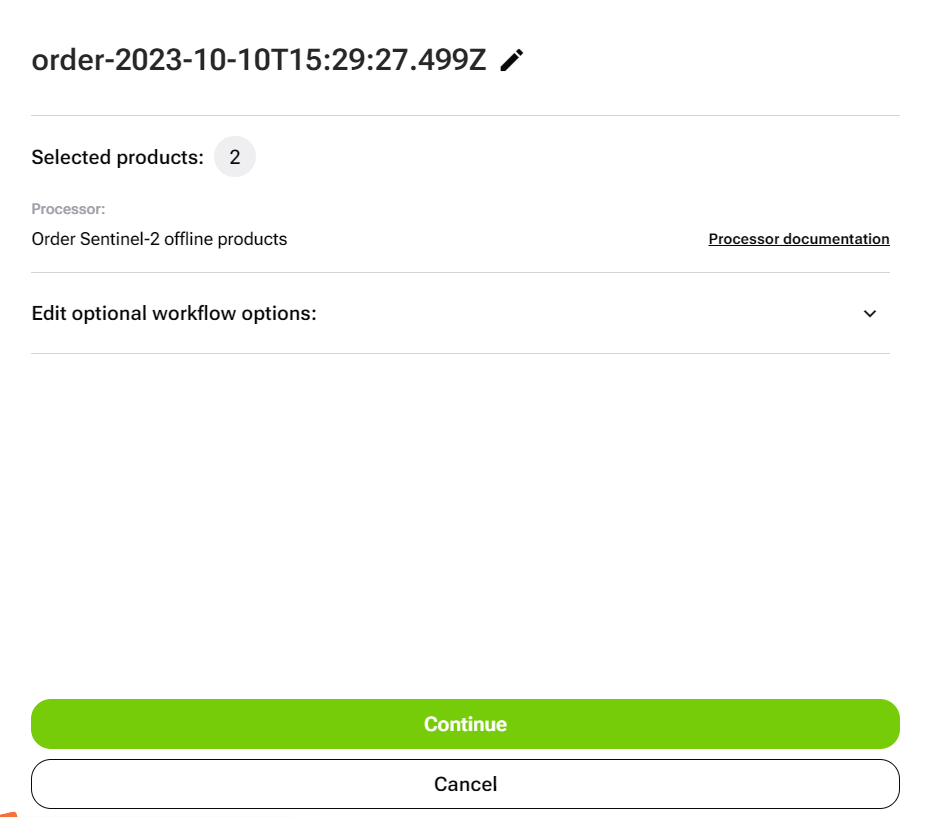 order-2023-10-10T15:29:27.499Z
Selected products: 2
Processor:
Order Sentinel-2 offline products
Processor documentation
Edit optional workflow options:
Continue
Cancel